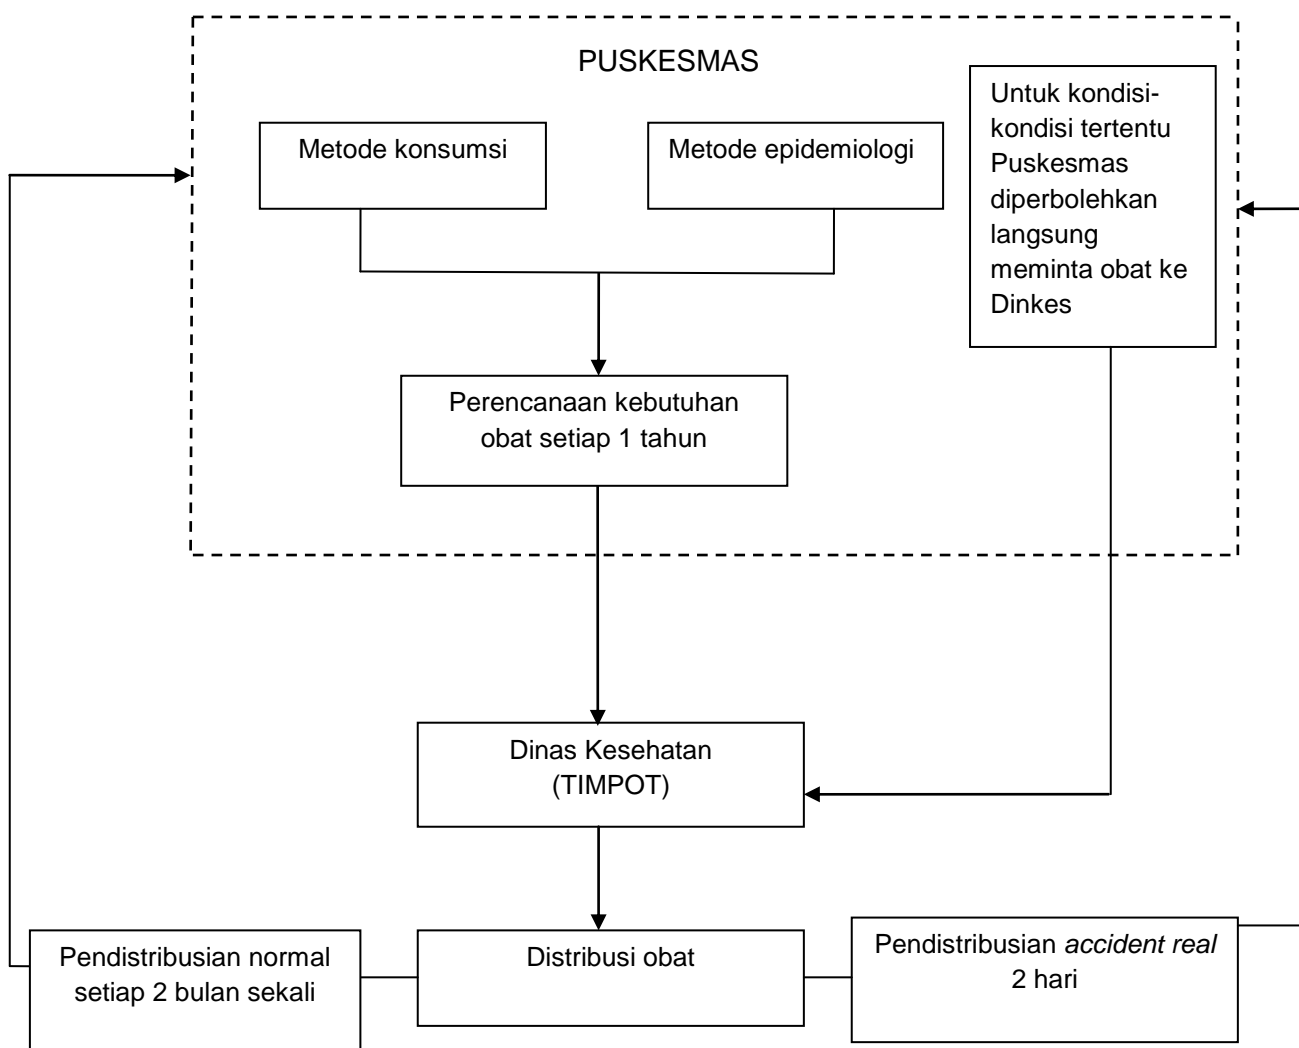 PUSKESMAS
Metode konsumsi
Metode epidemiologi
Untuk kondisi-
kondisi tertentu
Puskesmas
diperbolehkan
langsung
meminta obat ke
Dinkes
Perencanaan kebutuhan
obat setiap 1 tahun
Dinas Kesehatan
(TIMPOT)
Pendistribusian normal
setiap 2 bulan sekali
Distribusi obat
Pendistribusian accident real
2 hari